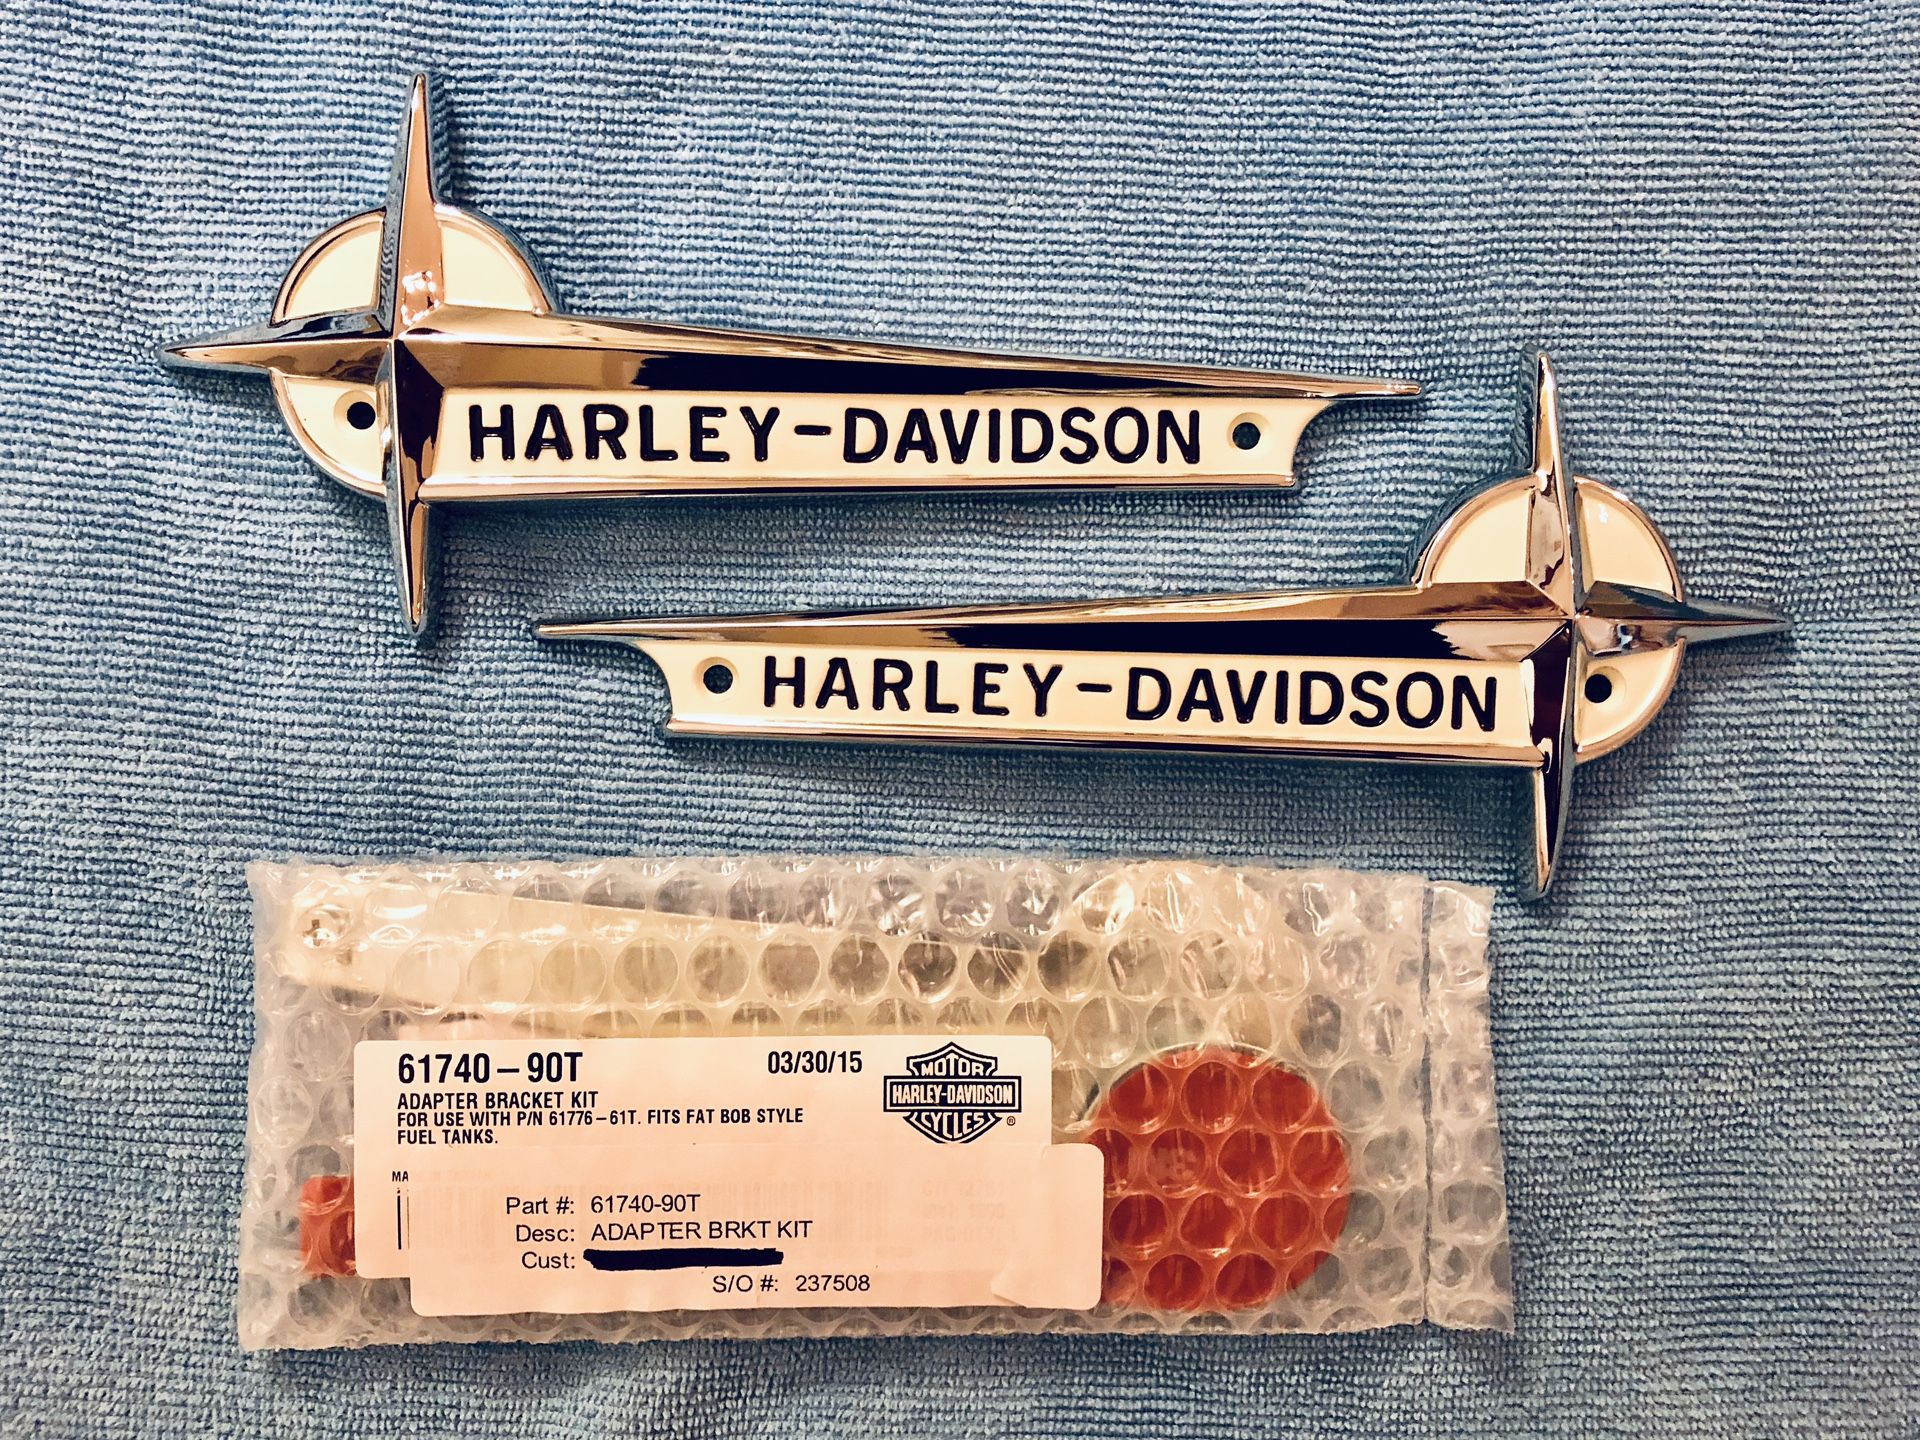 HARLEY-DAVIDSON
HARLEY-DAVIDSON
61740-90T 03/30/15
ADAPTER BRACKET KIT
FOR USE WITH P/N 61776-61T. FITS FAT BOB STYLE
FUEL TANKS.
MOTOR
HARLEY-DAVIDSON
CYCLES ®
MA
Part #: 61740-90T
Desc: ADAPTER BRKT KIT
Cust:
S/O #: 237508